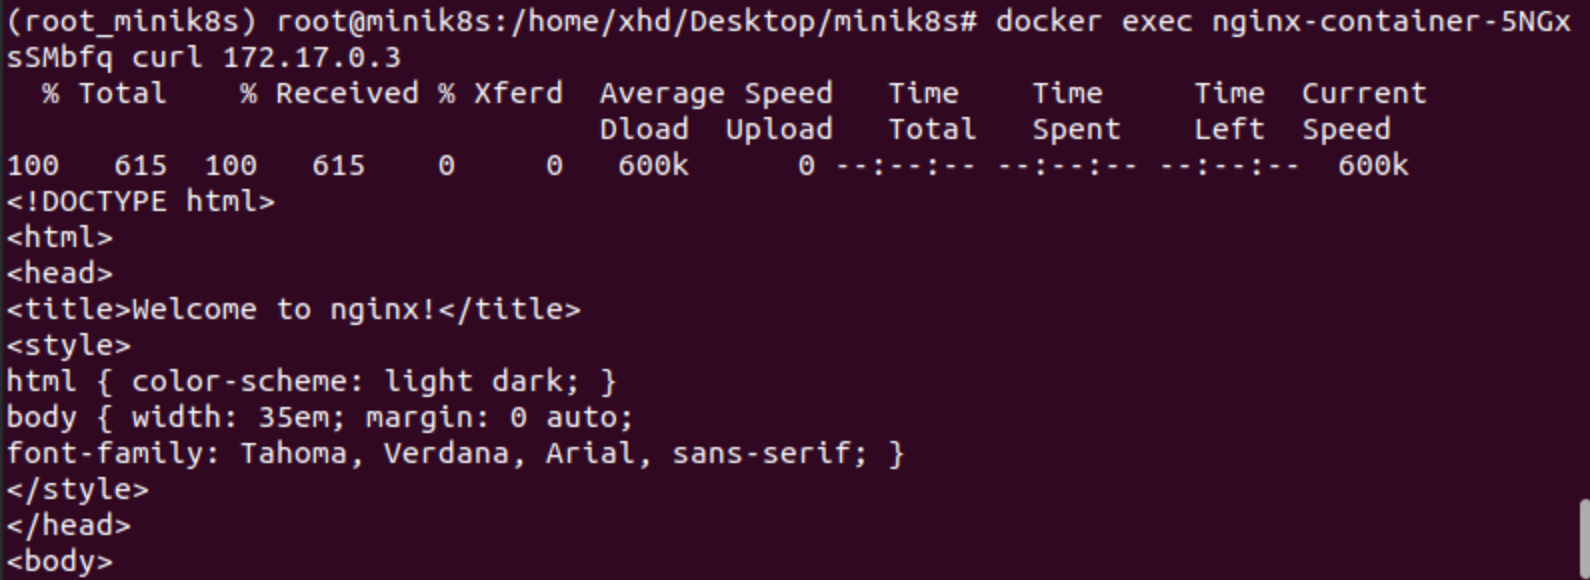 (root_minik8s) root@minik8s:/home/xhd/Desktop/minik8s# docker exec nginx-container-5NGx
sSMbfq curl 172.17.0.3
  % Total    % Received % Xferd  Average Speed   Time    Time     Time  Current
                                 Dload  Upload   Total   Spent    Left  Speed
100   615  100   615    0     0   600k      0 --:--:-- --:--:-- --:--:--  600k
<!DOCTYPE html>
<html>
<head>
<title>Welcome to nginx!</title>
<style>
html { color-scheme: light dark; }
body { width: 35em; margin: 0 auto;
font-family: Tahoma, Verdana, Arial, sans-serif; }
</style>
</head>
<body>